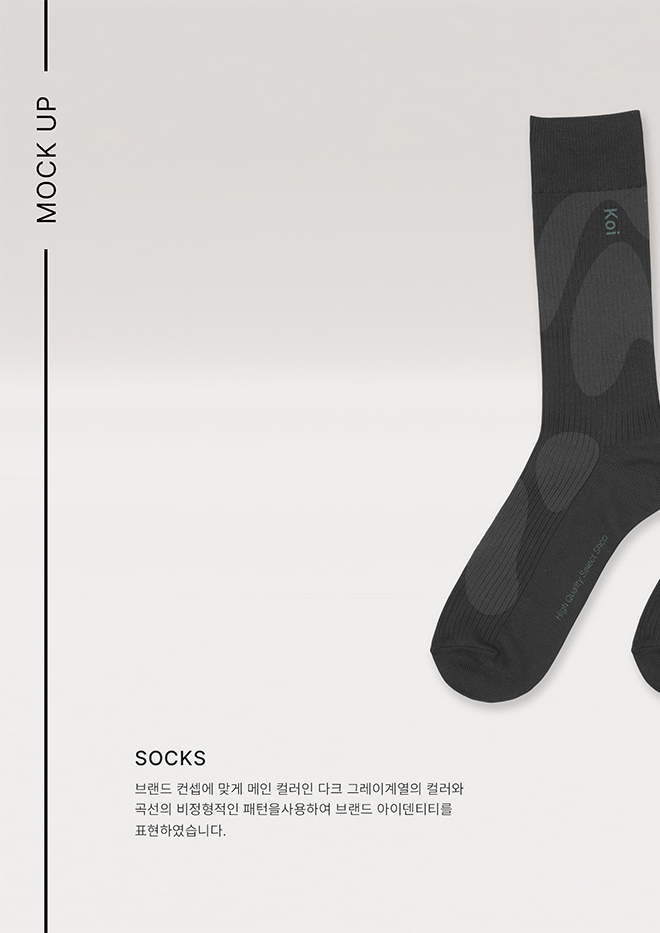 MOCK UP
Koi
High Quality Select Shop
SOCKS
브랜드 컨셉에 맞게 메인 컬러인 다크 그레이계열의 컬러와
곡선의 비정형적인 패턴을사용하여 브랜드 아이덴티티를
표현하였습니다.